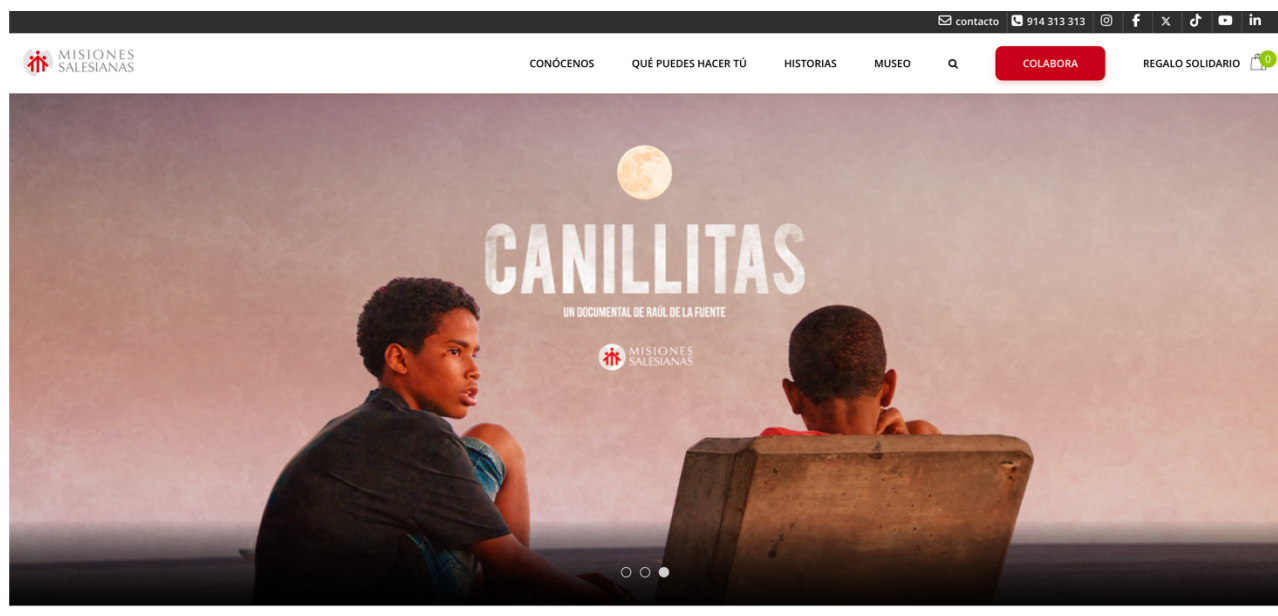 contacto 914 313 313
MISIONES
SALESIANAS
CONÓCENOS QUÉ PUEDES HACER TÚ HISTORIAS MUSEO COLABORA REGALO SOLIDARIO 0
CANILLITAS
UN DOCUMENTAL DE RAÚL DE LA FUENTE
MISIONES
SALESIANAS